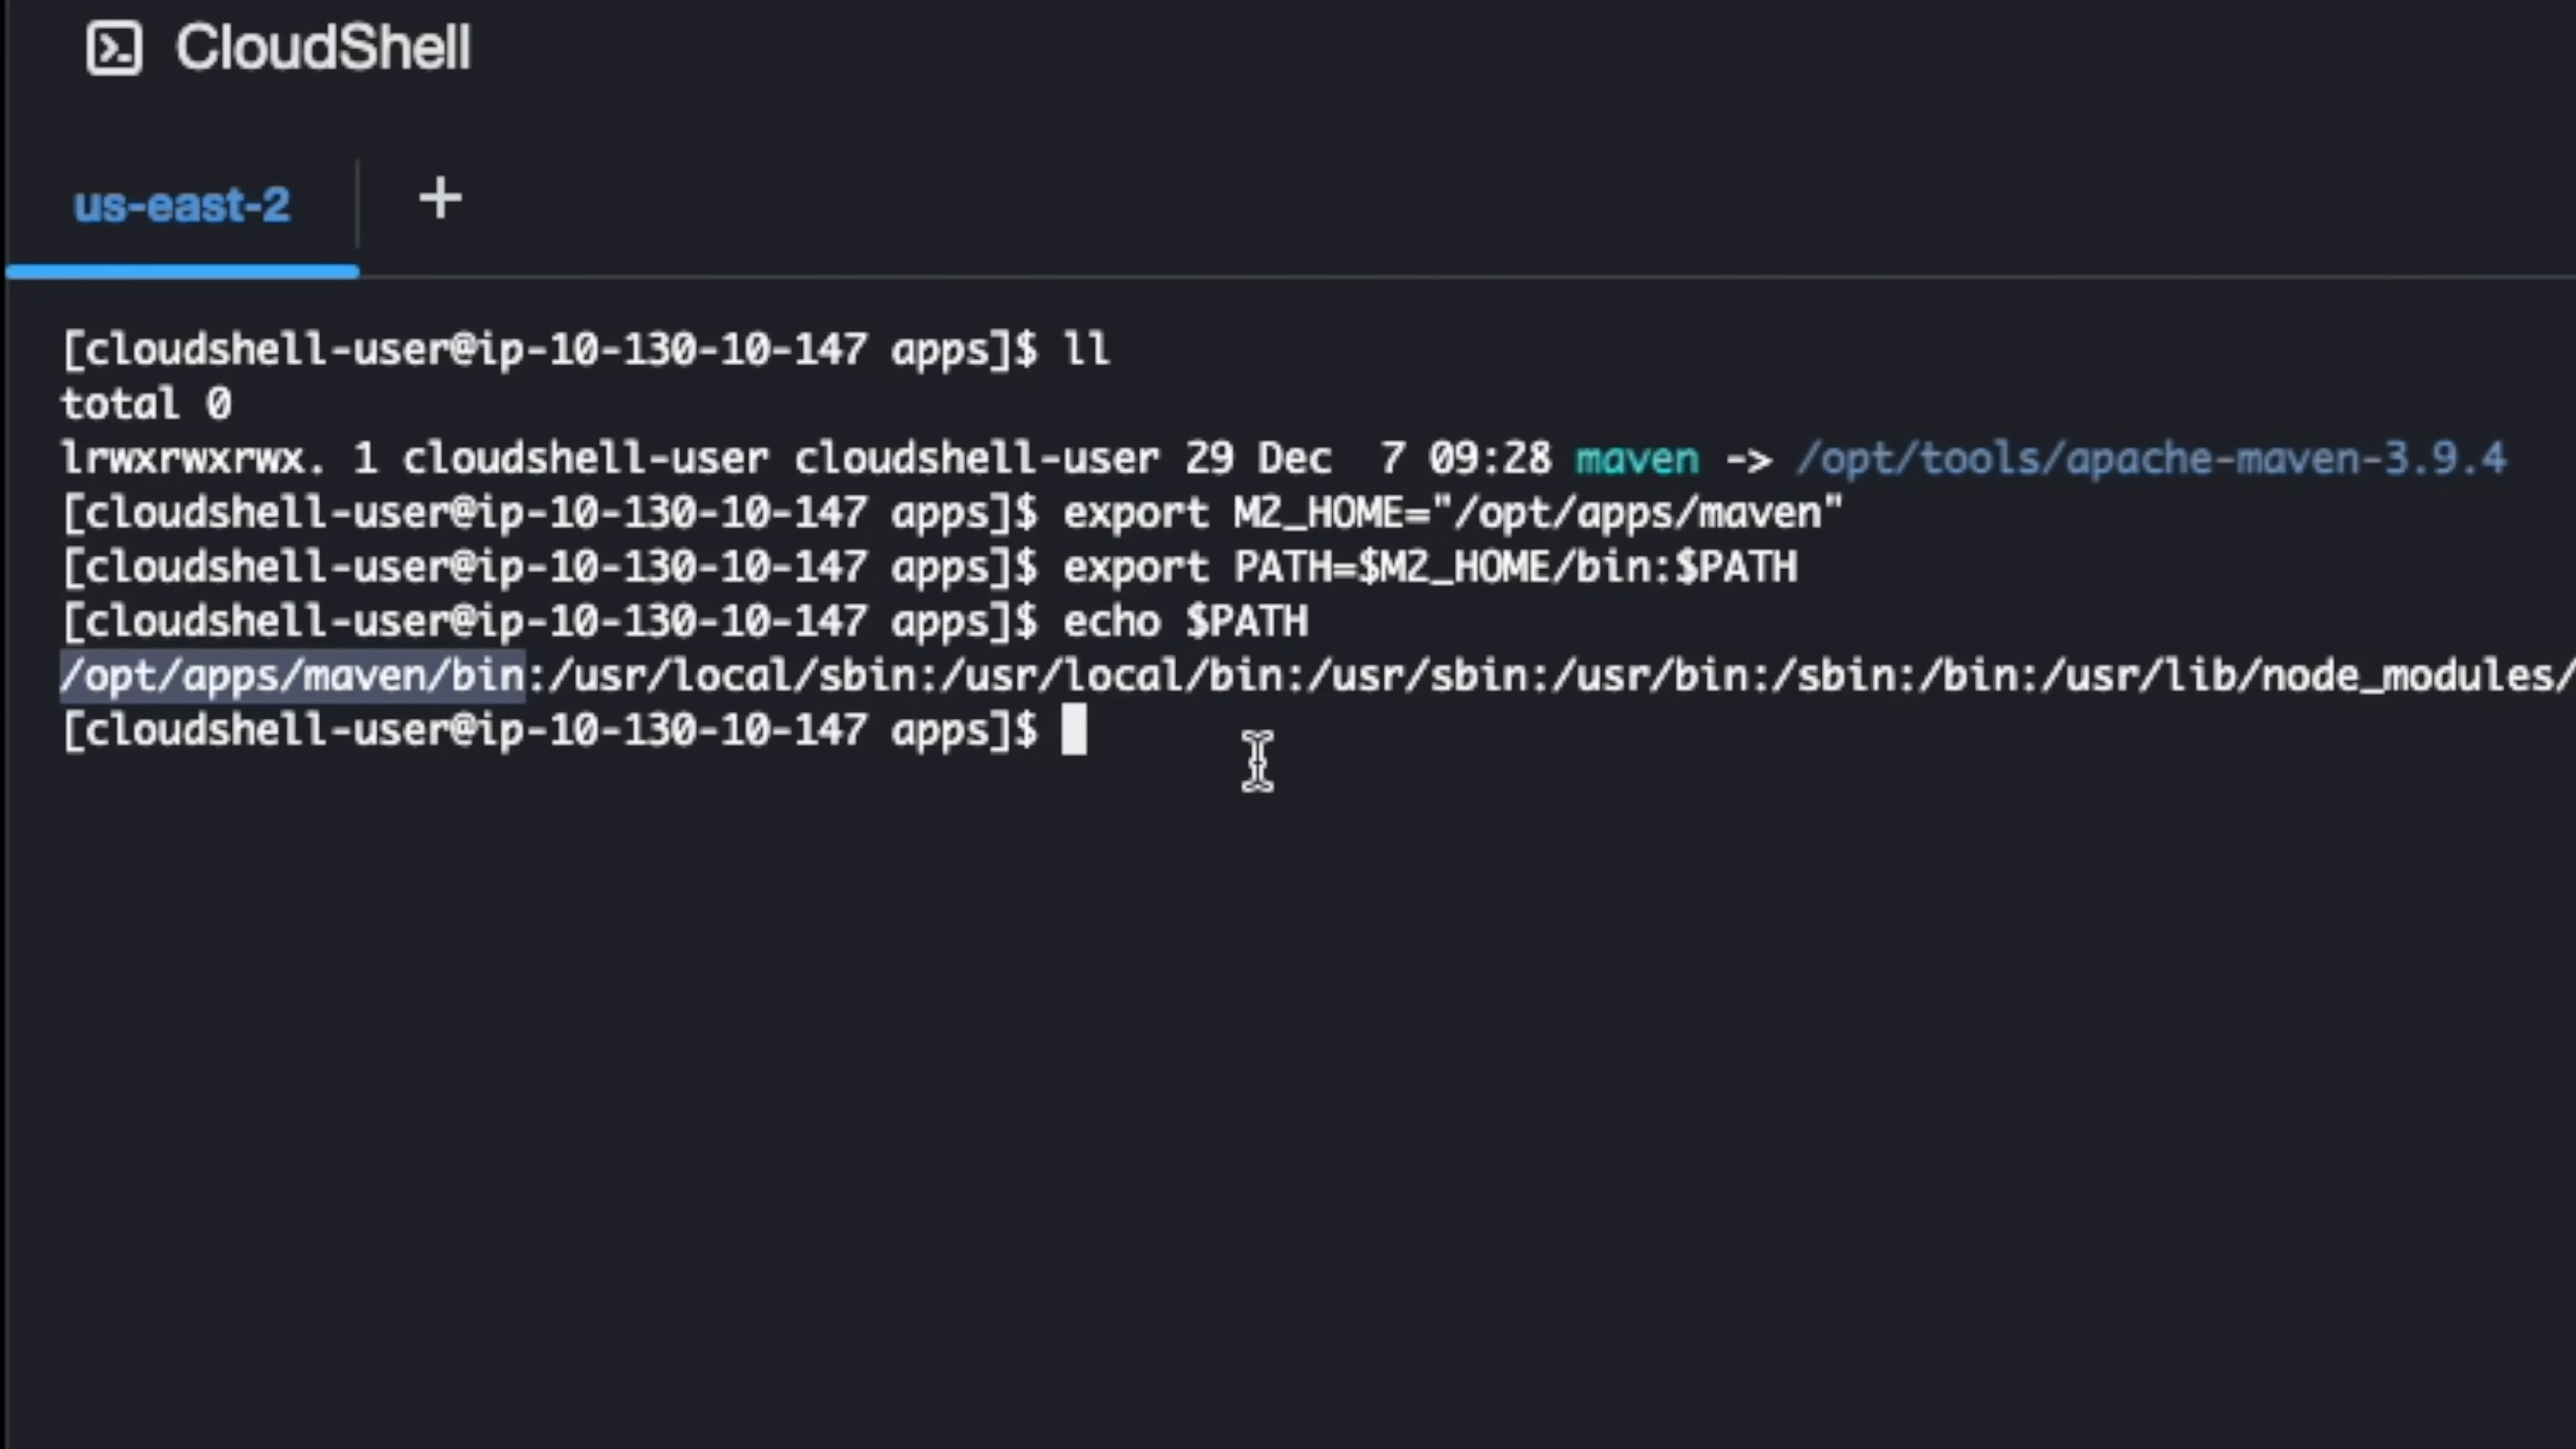 CloudShell
us-east-2
[cloudshell-user@ip-10-130-10-147 apps]$ ll
total 0
lrwxrwxrwx. 1 cloudshell-user cloudshell-user 29 Dec  7 09:28 maven -> /opt/tools/apache-maven-3.9.4
[cloudshell-user@ip-10-130-10-147 apps]$ export M2_HOME="/opt/apps/maven"
[cloudshell-user@ip-10-130-10-147 apps]$ export PATH=$M2_HOME/bin:$PATH
[cloudshell-user@ip-10-130-10-147 apps]$ echo $PATH
/opt/apps/maven/bin:/usr/local/sbin:/usr/local/bin:/usr/sbin:/usr/bin:/sbin:/bin:/usr/lib/node_modules/
[cloudshell-user@ip-10-130-10-147 apps]$